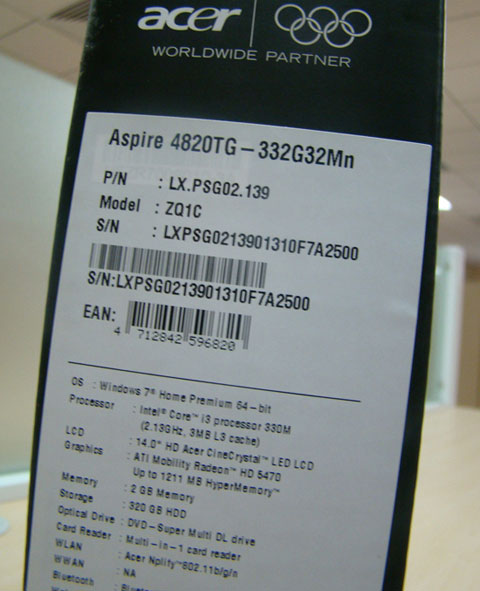 acer
WORLDWIDE PARTNER
Aspire 4820TG-332G32Mn
P/N : LX.PSG02.139
Model : ZQ1C
S/N : LXPSG0213901310F7A2500
S/N:LXPSG0213901310F7A2500
EAN:
4 712842 596820
OS : Windows 7® Home Premium 64-bit
Processor : Intel® Core™ i3 processor 330M
(2.13GHz, 3MB L3 cache)
LCD : 14.0" HD Acer CineCrystal™ LED LCD
Graphics : ATI Mobility Radeon™ HD 5470
Up to 1211 MB HyperMemory™
Memory : 2 GB Memory
Storage : 320 GB HDD
Optical Drive : DVD-Super Multi DL drive
Card Reader : Multi-in-1 card reader
WLAN : Acer Nplify™802.11b/g/n
WWAN : NA
Bluetooth :